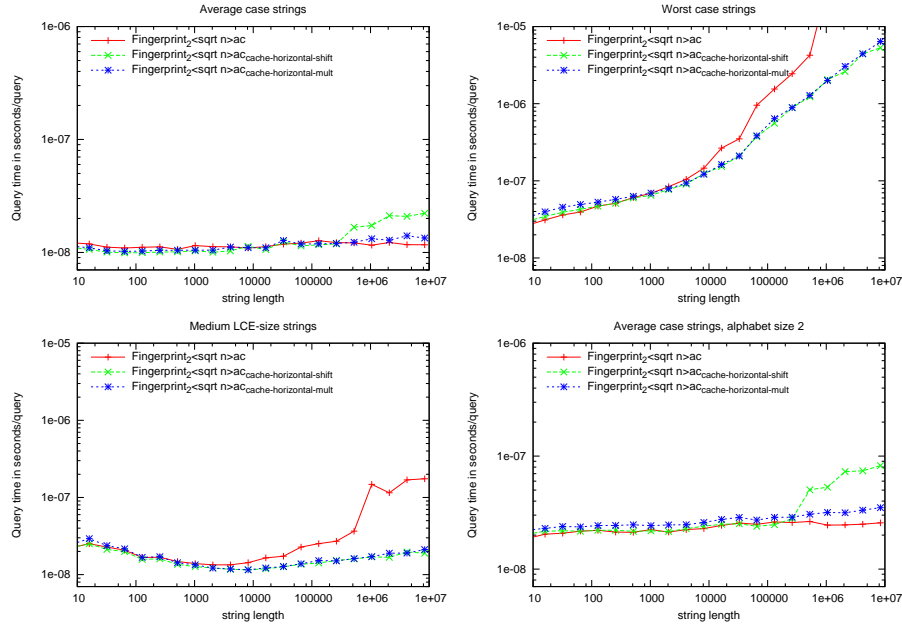 Average case strings
1e-06
1e-07
1e-08
Query time in seconds/query
10
100
1000
10000
100000
1e+06
1e+07
string length
Fingerprint2<sqrt n>ac
Fingerprint2<sqrt n>accache-horizontal-shift
Fingerprint2<sqrt n>accache-horizontal-mult
Worst case strings
1e-05
1e-06
1e-07
1e-08
Query time in seconds/query
10
100
1000
10000
100000
1e+06
1e+07
string length
Fingerprint2<sqrt n>ac
Fingerprint2<sqrt n>accache-horizontal-shift
Fingerprint2<sqrt n>accache-horizontal-mult
Medium LCE-size strings
1e-05
1e-06
1e-07
1e-08
Query time in seconds/query
10
100
1000
10000
100000
1e+06
1e+07
string length
Fingerprint2<sqrt n>ac
Fingerprint2<sqrt n>accache-horizontal-shift
Fingerprint2<sqrt n>accache-horizontal-mult
Average case strings, alphabet size 2
1e-06
1e-07
1e-08
Query time in seconds/query
10
100
1000
10000
100000
1e+06
1e+07
string length
Fingerprint2<sqrt n>ac
Fingerprint2<sqrt n>accache-horizontal-shift
Fingerprint2<sqrt n>accache-horizontal-mult